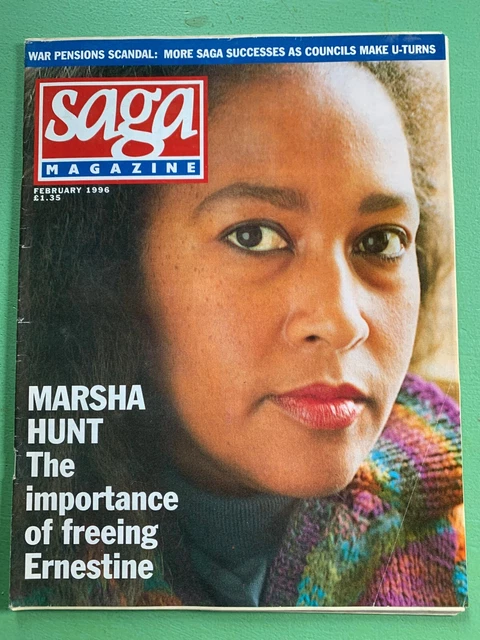 WAR PENSIONS SCANDAL: MORE SAGA SUCCESSES AS COUNCILS MAKE U-TURNS
saga
MAGAZINE
FEBRUARY 1996
£1.35
MARSHA
HUNT
The
importance
of freeing
Ernestine